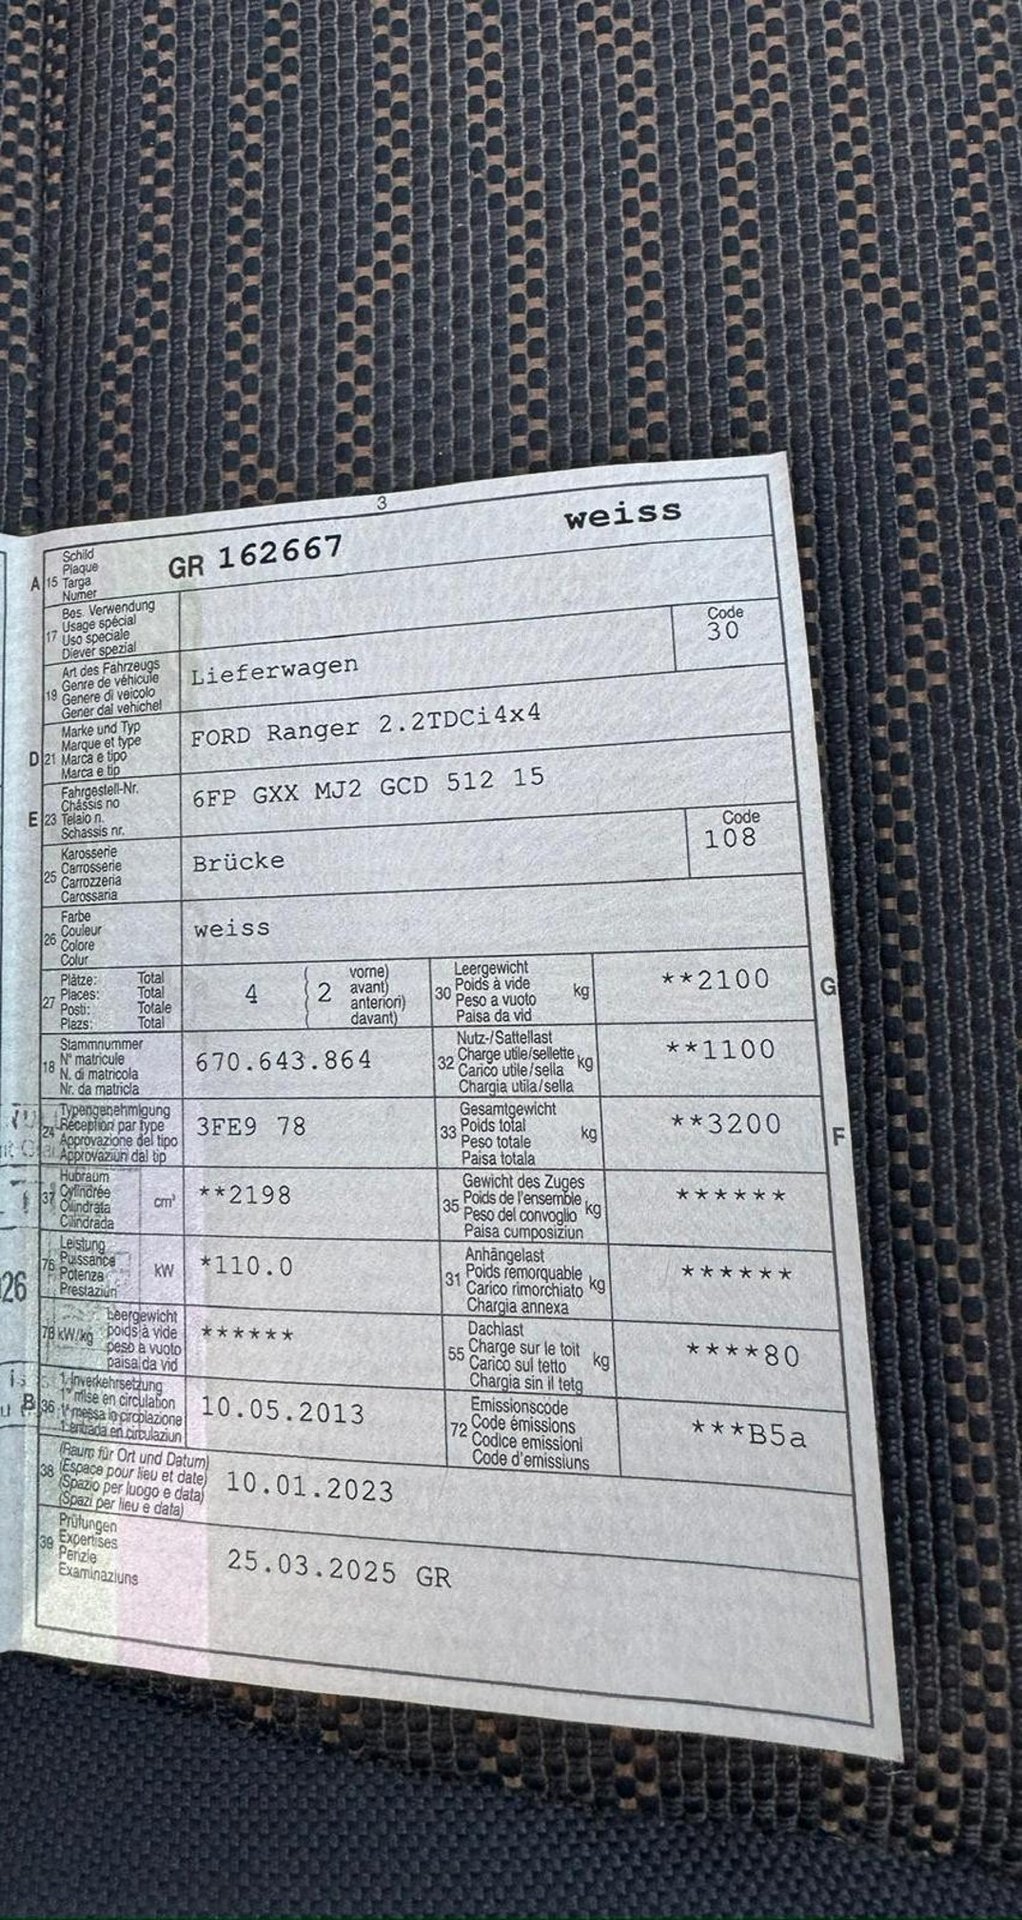 3
A 15 Schild
Plaque
Targa
Numer
GR 162667
weiss
17 Bes. Verwendung
Usage spécial
Uso speciale
Diever spezial
19 Art des Fahrzeugs
Genre de véhicule
Genere di veicolo
Gener dal vehichel
Lieferwagen
Code
30
D 21 Marke und Typ
Marque et type
Marca e tipo
Marca e tip
FORD Ranger 2.2TDCi4x4
E 23 Fahrgestell-Nr.
Châssis no
Telaio n.
Schassis nr.
6FP GXX MJ2 GCD 512 15
25 Karosserie
Carrosserie
Carrozzeria
Carossaria
Brücke
Code
108
26 Farbe
Couleur
Colore
Colur
weiss
27 Plätze: Total
Places: Total
Posti: Totale
Plazs: Total
4
2
vorne)
avant)
anteriori)
davant)
30 Leergewicht
Poids à vide
Peso a vuoto
Paisa da vid
kg
**2100
G
18 Stammnummer
N° matricule
N. di matricola
Nr. da matricla
670.643.864
32 Nutz-/Sattellast
Charge utile/sellette
Carico utile/sella
Chargia utila/sella
kg
**1100
24 Typengenehmigung
Réception par type
Approvazione del tipo
Approvaziun dal tip
3FE9 78
33 Gesamtgewicht
Poids total
Peso totale
Paisa totala
kg
**3200
F
37 Hubraum
Cylindrée
Cilindrata
Cilindrada
cm³
**2198
35 Gewicht des Zuges
Poids de l'ensemble
Peso del convoglio
Paisa cumposiziun
kg
******
76 Leistung
Puissance
Potenza
Prestaziun
kW
*110.0
31 Anhängelast
Poids remorquable
Carico rimorchiato
Chargia annexa
kg
******
26
78 kW/kg
Leergewicht
poids à vide
peso a vuoto
paisa da vid
******
55 Dachlast
Charge sur le toit
Carico sul tetto
Chargia sin il tetg
kg
****80
B 36 1. Inverkehrsetzung
1re mise en circulation
1a messa in circolazione
1. entrada en circulaziun
10.05.2013
72 Emissionscode
Code émissions
Codice emissioni
Code d'emissiuns
***B5a
38 (Raum für Ort und Datum)
(Espace pour lieu et date)
(Spazio per luogo e data)
(Spazi per lieu e data)
10.01.2023
39 Prüfungen
Expertises
Perizie
Examinaziuns
25.03.2025 GR